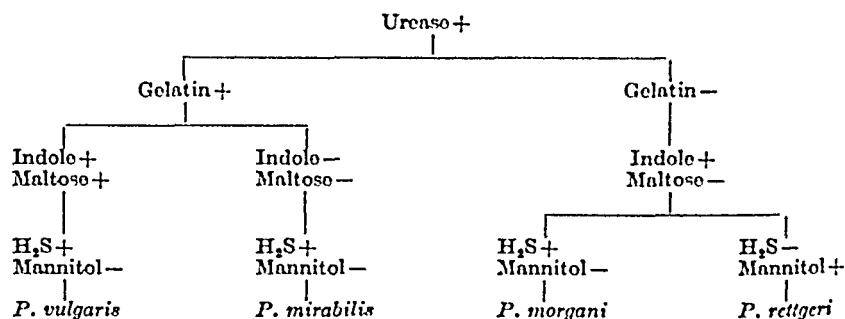 Urease+
Gelatin+ Gelatin−
Indole+ Indole− Indole+
Maltose+ Maltose− Maltose−
H₂S+ H₂S+ H₂S+ H₂S−
Mannitol− Mannitol− Mannitol− Mannitol+
P. vulgaris P. mirabilis P. morgani P. rettgeri